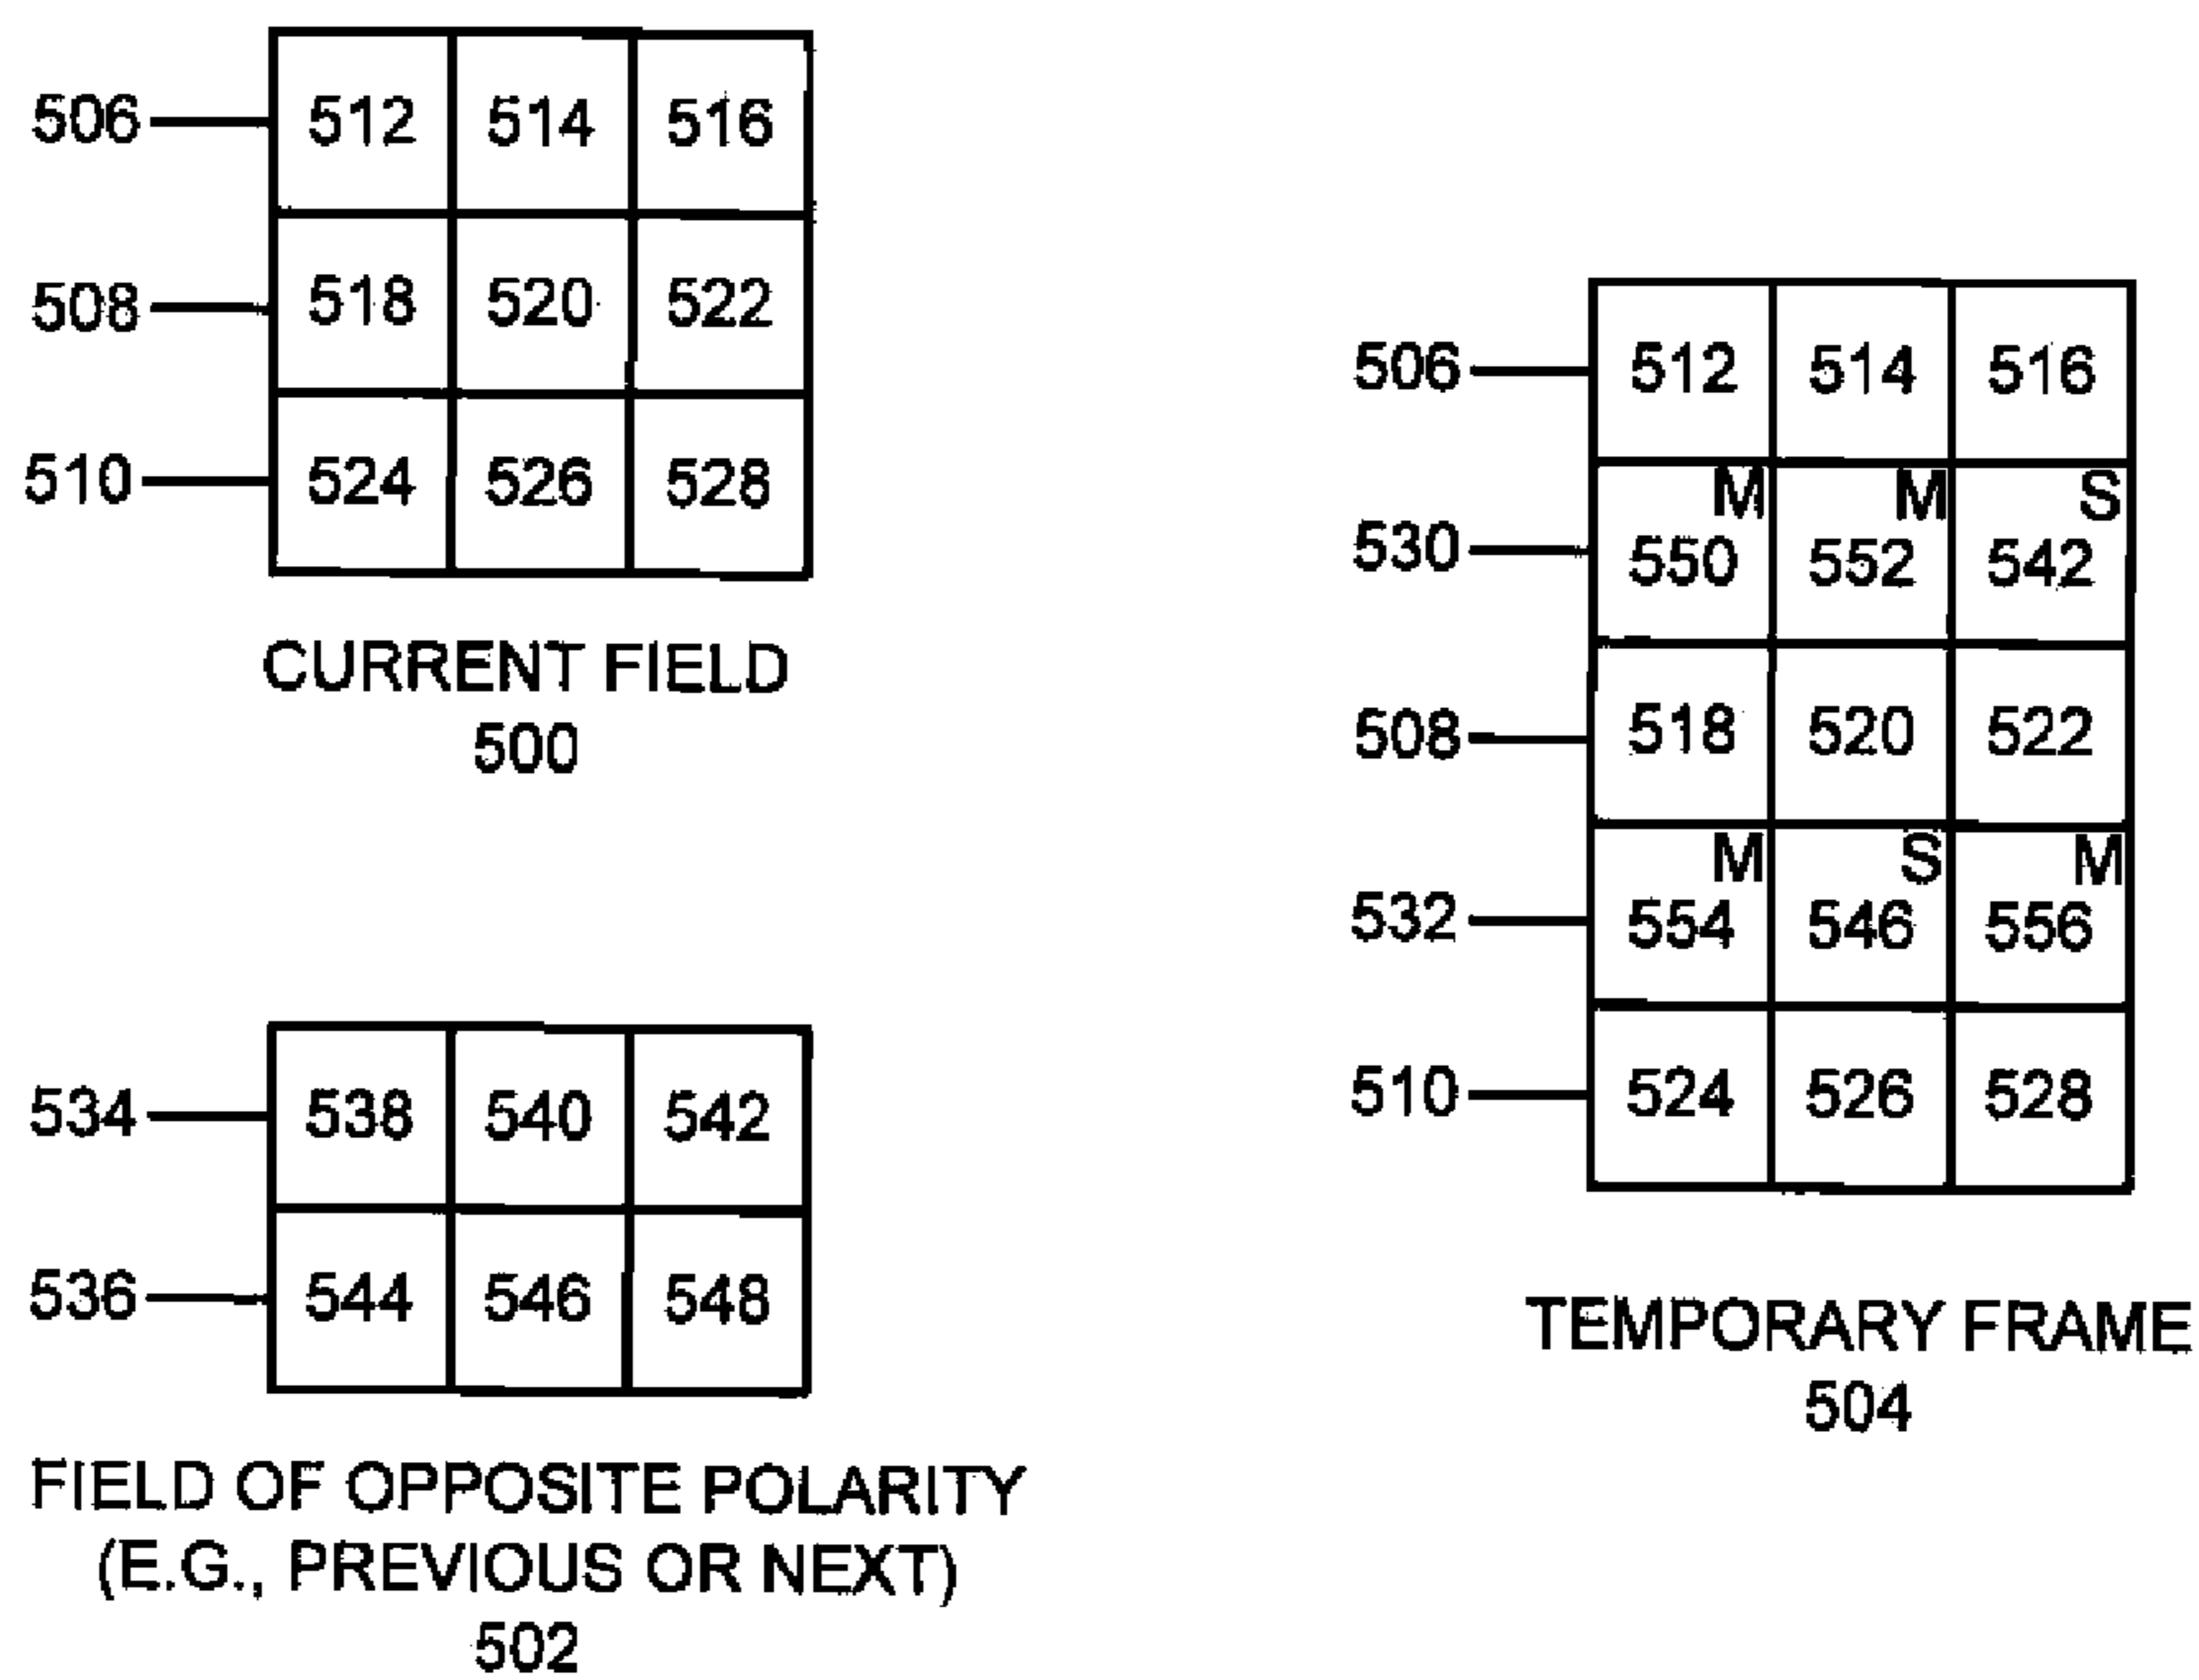 506 512 514 516
508 518 520 522
510 524 526 528
CURRENT FIELD
500
534 538 540 542
536 544 546 548
FIELD OF OPPOSITE POLARITY
(E.G., PREVIOUS OR NEXT)
502
506 512 514 516
M M S
530 550 552 542
508 518 520 522
M S M
532 554 546 556
510 524 526 528
TEMPORARY FRAME
504